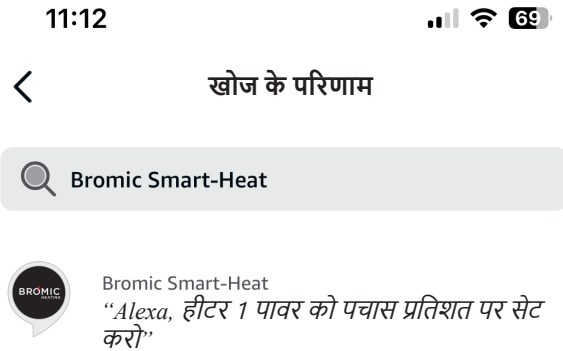 11:12
69
खोज के परिणाम
Bromic Smart-Heat
BROMIC
HEATING
Bromic Smart-Heat
“Alexa, हीटर 1 पावर को पचास प्रतिशत पर सेट
करो”